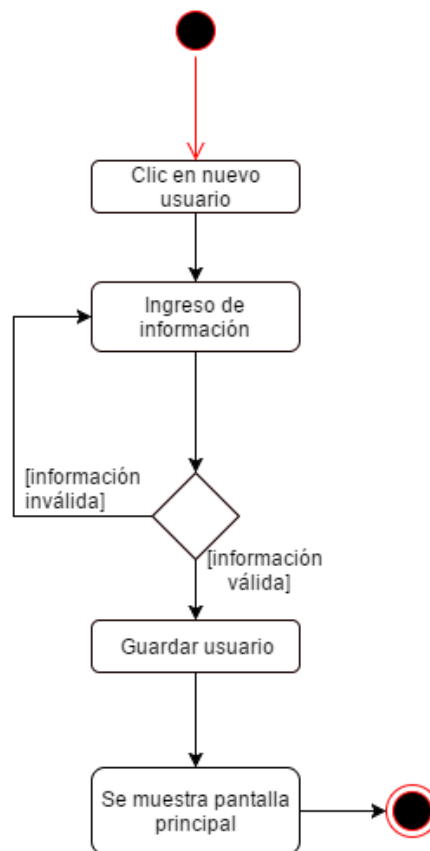 Clic en nuevo
usuario
Ingreso de
información
[información
inválida]
[información
válida]
Guardar usuario
Se muestra pantalla
principal